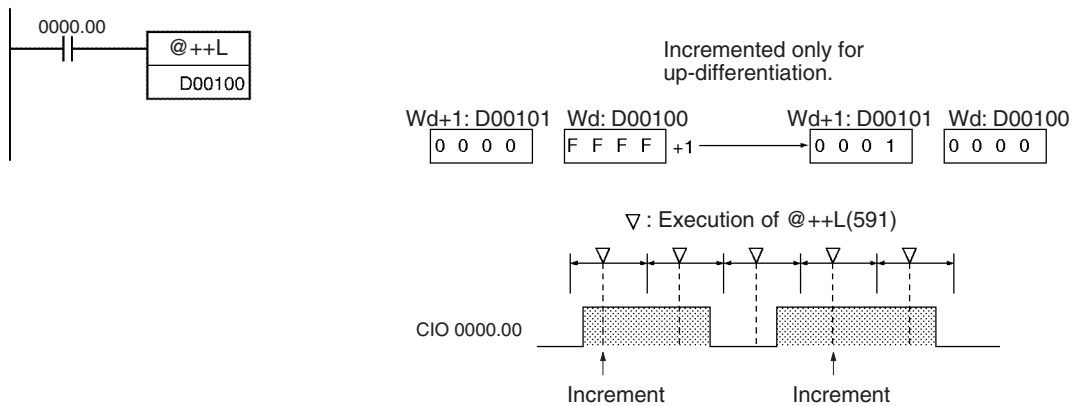 0000.00
@++L
D00100
Incremented only for
up-differentiation.
Wd+1: D00101 Wd: D00100 Wd+1: D00101 Wd: D00100
0 0 0 0 F F F F +1 0 0 0 1 0 0 0 0
▽ : Execution of @++L(591)
CIO 0000.00
Increment Increment